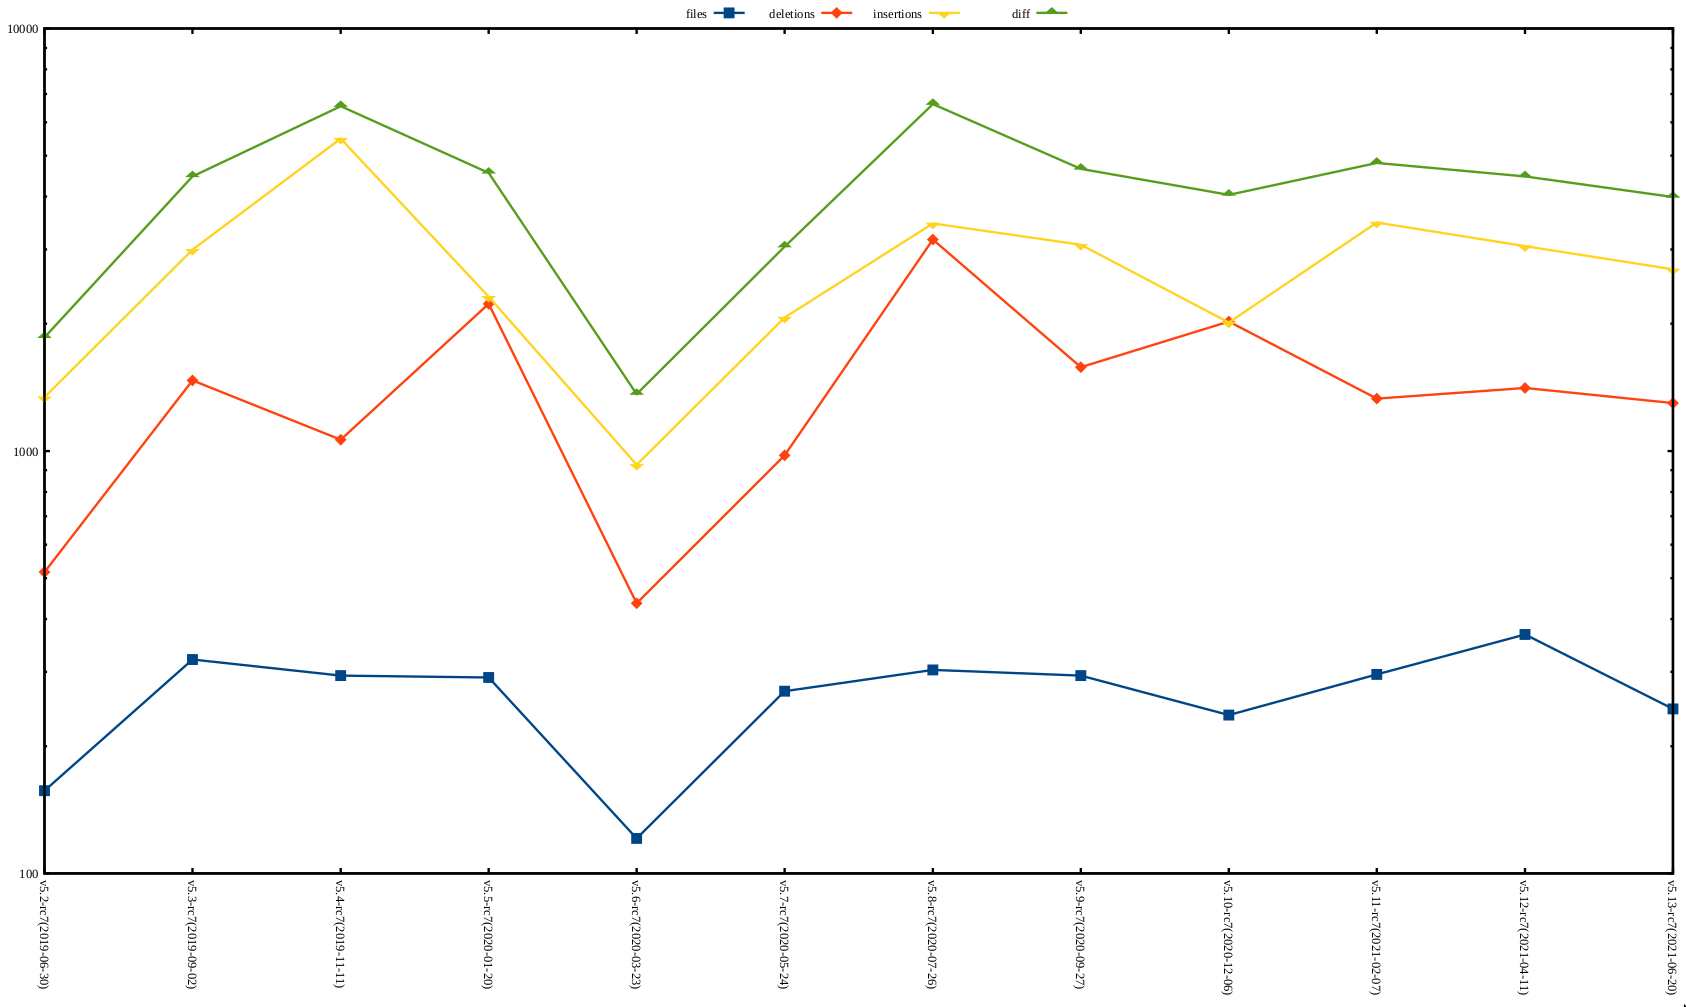 files deletions insertions diff
10000
1000
100
v5.2-rc7(2019-06-30)
v5.3-rc7(2019-09-02)
v5.4-rc7(2019-11-11)
v5.5-rc7(2020-01-20)
v5.6-rc7(2020-03-23)
v5.7-rc7(2020-05-24)
v5.8-rc7(2020-07-26)
v5.9-rc7(2020-09-27)
v5.10-rc7(2020-12-06)
v5.11-rc7(2021-02-07)
v5.12-rc7(2021-04-11)
v5.13-rc7(2021-06-20)